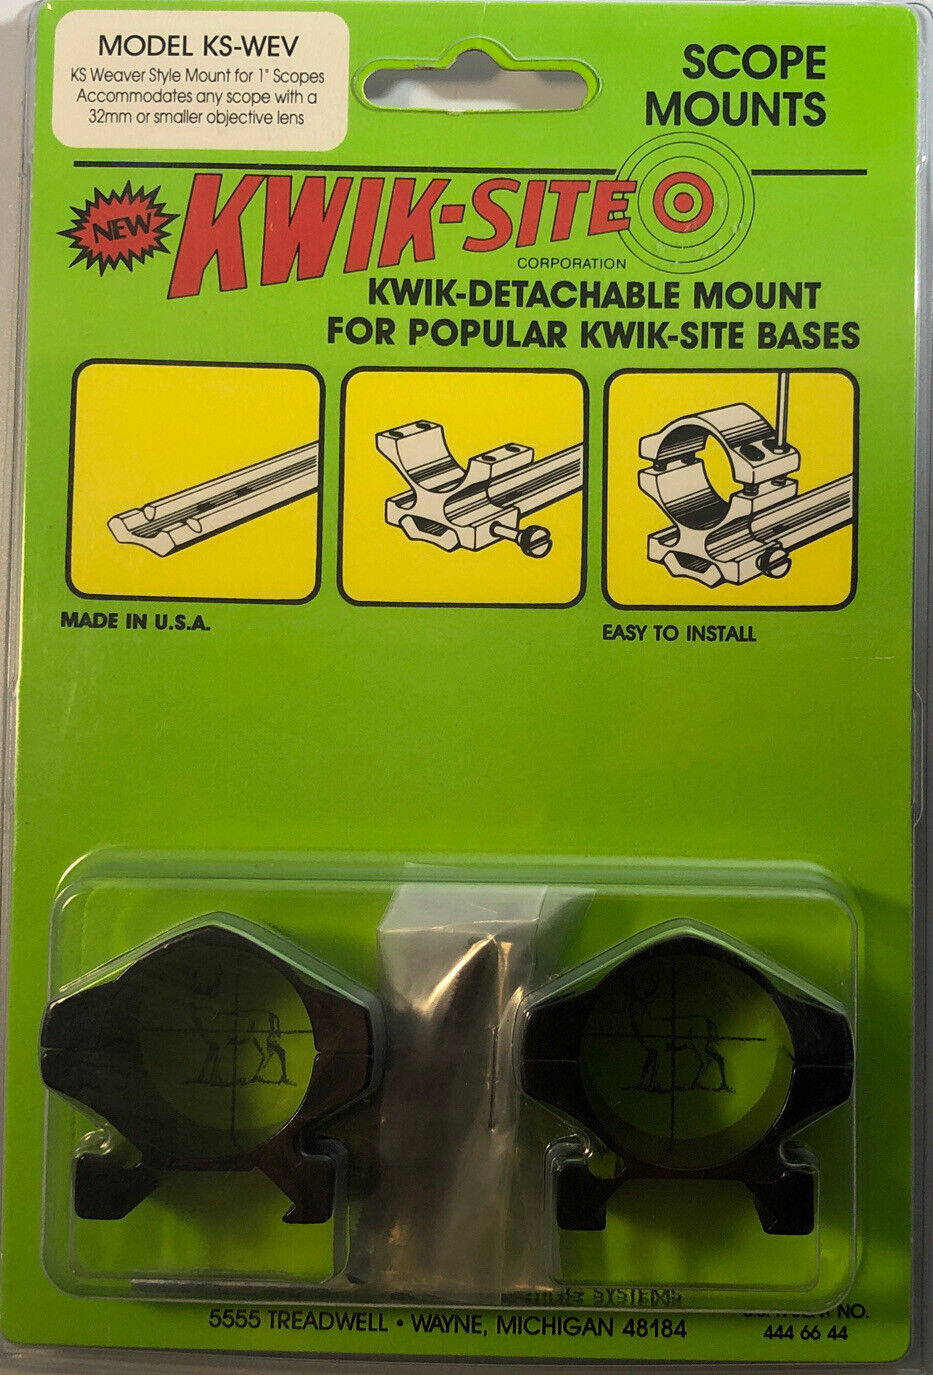 MODEL KS-WEV
KS Weaver Style Mount for 1" Scopes
Accommodates any scope with a
32mm or smaller objective lens
SCOPE
MOUNTS
NEW
KWIK-SITE
CORPORATION
KWIK-DETACHABLE MOUNT
FOR POPULAR KWIK-SITE BASES
MADE IN U.S.A.
EASY TO INSTALL
5555 TREADWELL • WAYNE, MICHIGAN 48184
U.S. PATENT NO.
444 66 44